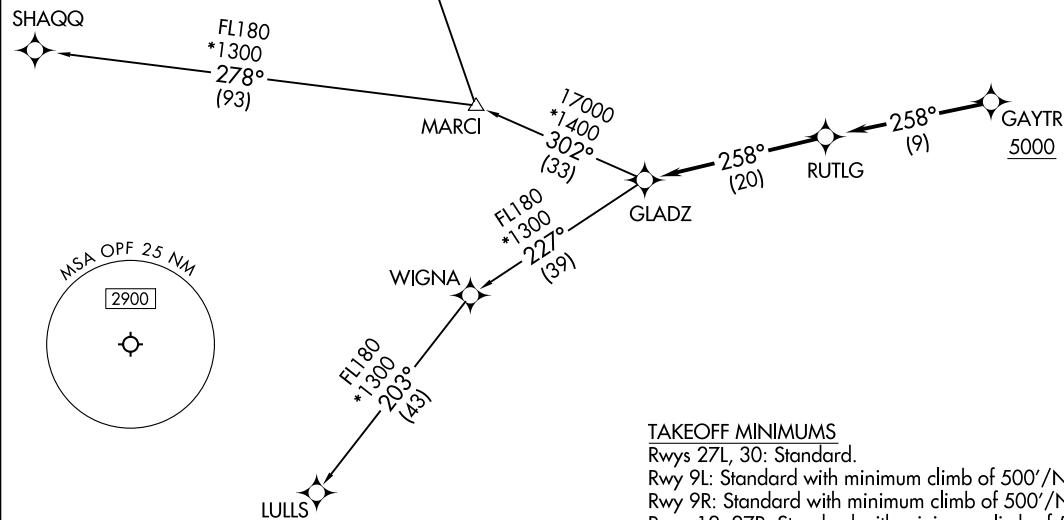 SHAQQ
FL180
*1300
278°
(93)
MARCI
17000
*1400
302°
(33)
258°
(20)
RUTLG
258°
(9)
GAYTR
5000
GLADZ
FL180
*1300
227°
(39)
WIGNA
MSA OPF 25 NM
2900
FL180
*1300
203°
(43)
LULLS
TAKEOFF MINIMUMS
Rwys 27L, 30: Standard.
Rwy 9L: Standard with minimum climb of 500'/N
Rwy 9R: Standard with minimum climb of 500'/N